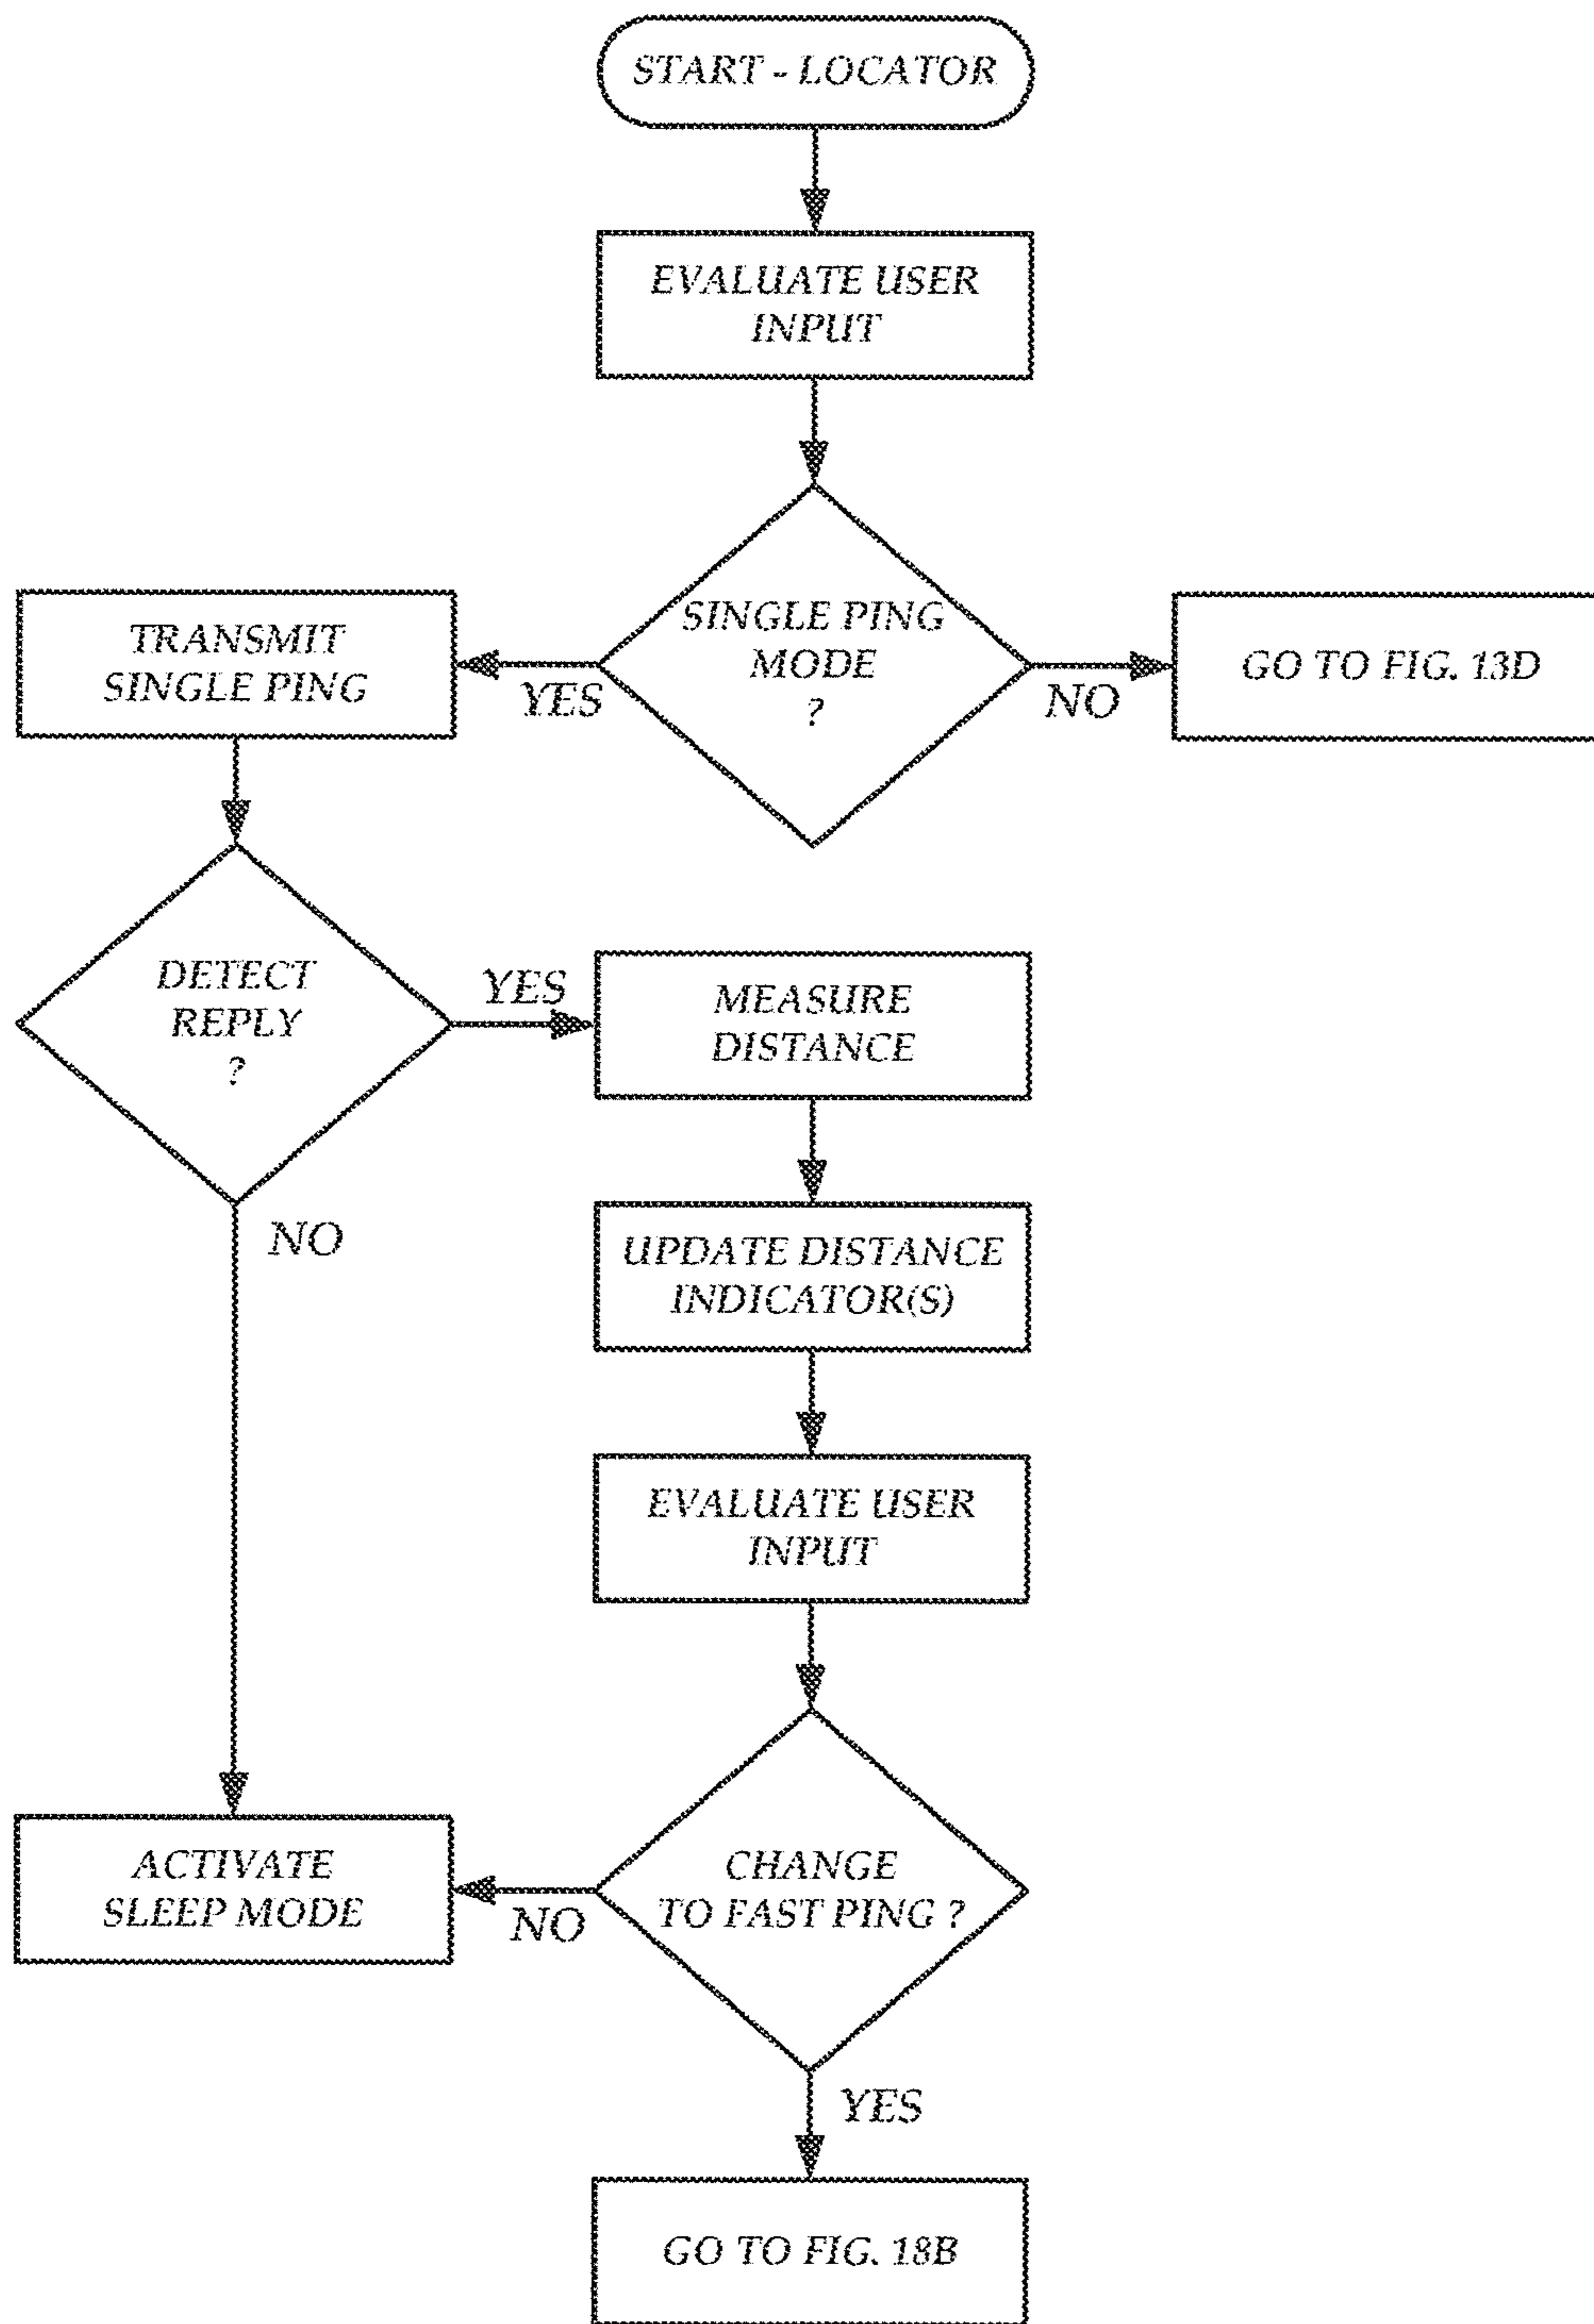 START - LOCATOR
EVALUATE USER
INPUT
SINGLE PING
MODE
?
YES
NO
TRANSMIT
SINGLE PING
GO TO FIG. 13D
DETECT
REPLY
?
YES
NO
MEASURE
DISTANCE
UPDATE DISTANCE
INDICATOR(S)
EVALUATE USER
INPUT
CHANGE
TO FAST PING ?
NO
ACTIVATE
SLEEP MODE
YES
GO TO FIG. 18B